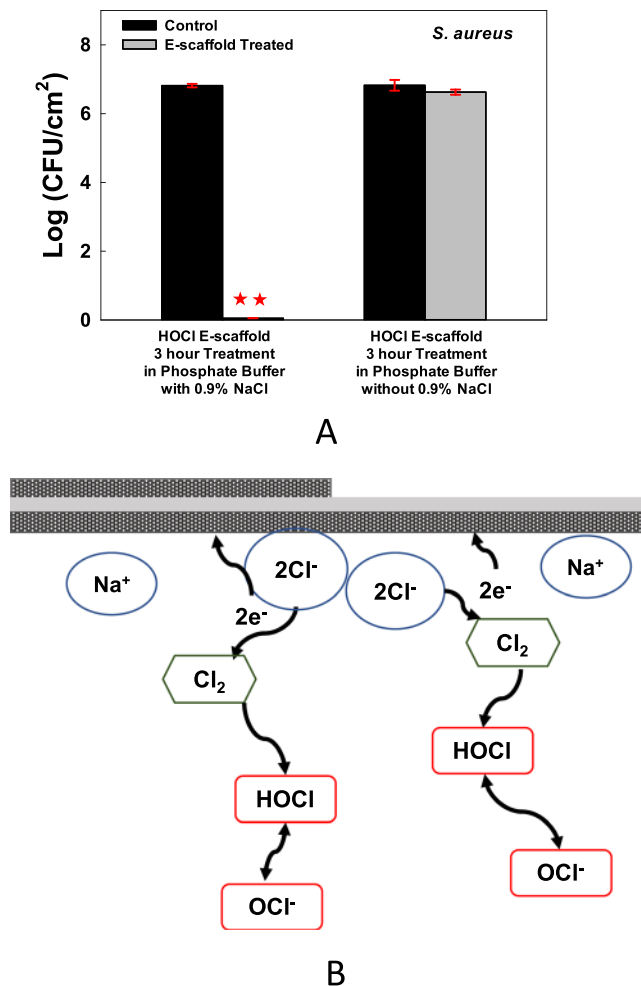 Control
E-scaffold Treated
S. aureus
Log (CFU/cm²)
8
6
4
2
0
★ ★
HOCl E-scaffold
3 hour Treatment
in Phosphate Buffer
with 0.9% NaCl
HOCl E-scaffold
3 hour Treatment
in Phosphate Buffer
without 0.9% NaCl
A
Na⁺
2Cl⁻
2e⁻
2Cl⁻
2e⁻
Na⁺
Cl₂
Cl₂
HOCl
HOCl
OCl⁻
OCl⁻
B